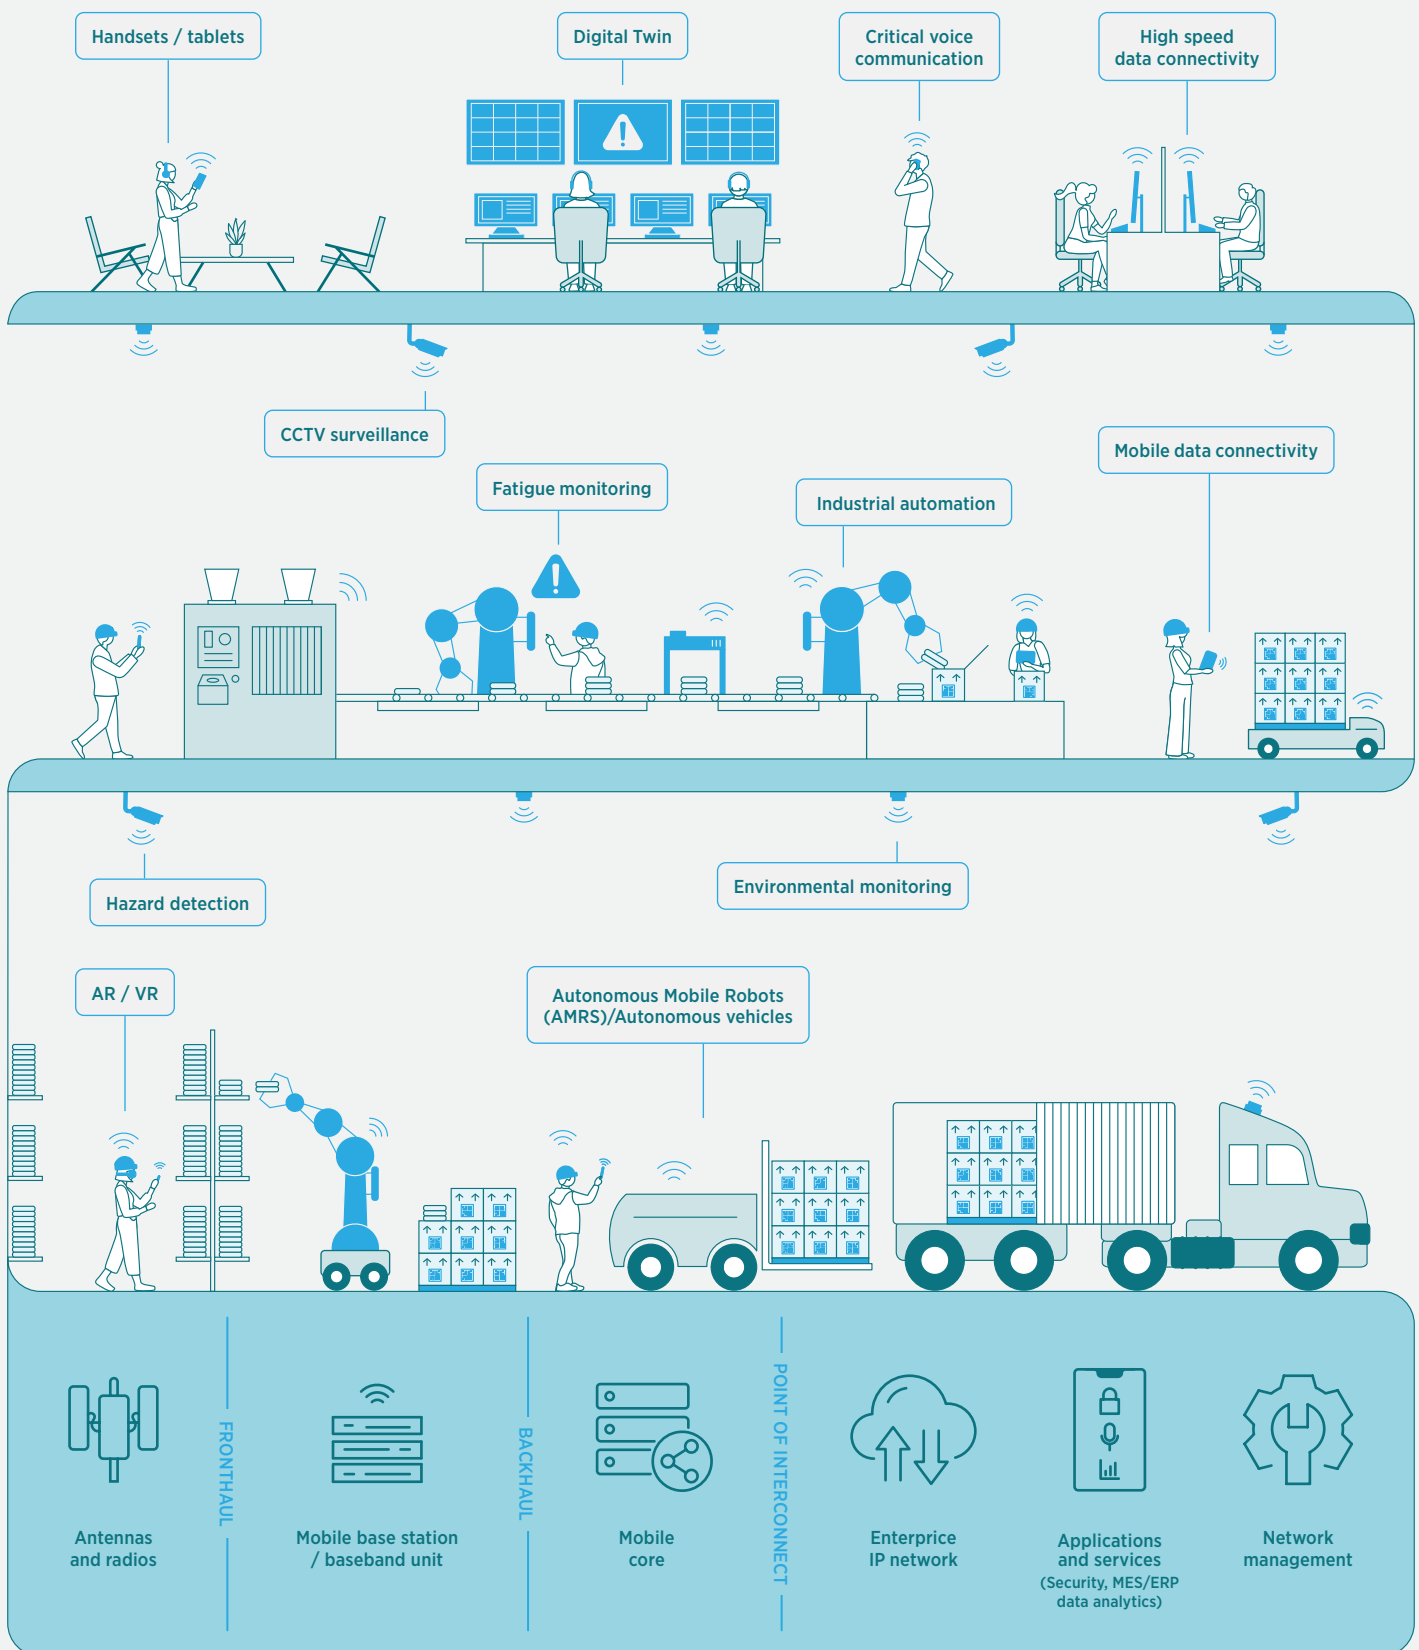 Handsets / tablets
Digital Twin
Critical voice
communication
High speed
data connectivity
CCTV surveillance
Mobile data connectivity
Fatigue monitoring
Industrial automation
Hazard detection
Environmental monitoring
AR / VR
Autonomous Mobile Robots
(AMRS)/Autonomous vehicles
FRONTHAUL
BACKHAUL
POINT OF INTERCONNECT
Antennas
and radios
Mobile base station
/ baseband unit
Mobile
core
Enterprice
IP network
Applications
and services
(Security, MES/ERP
data analytics)
Network
management